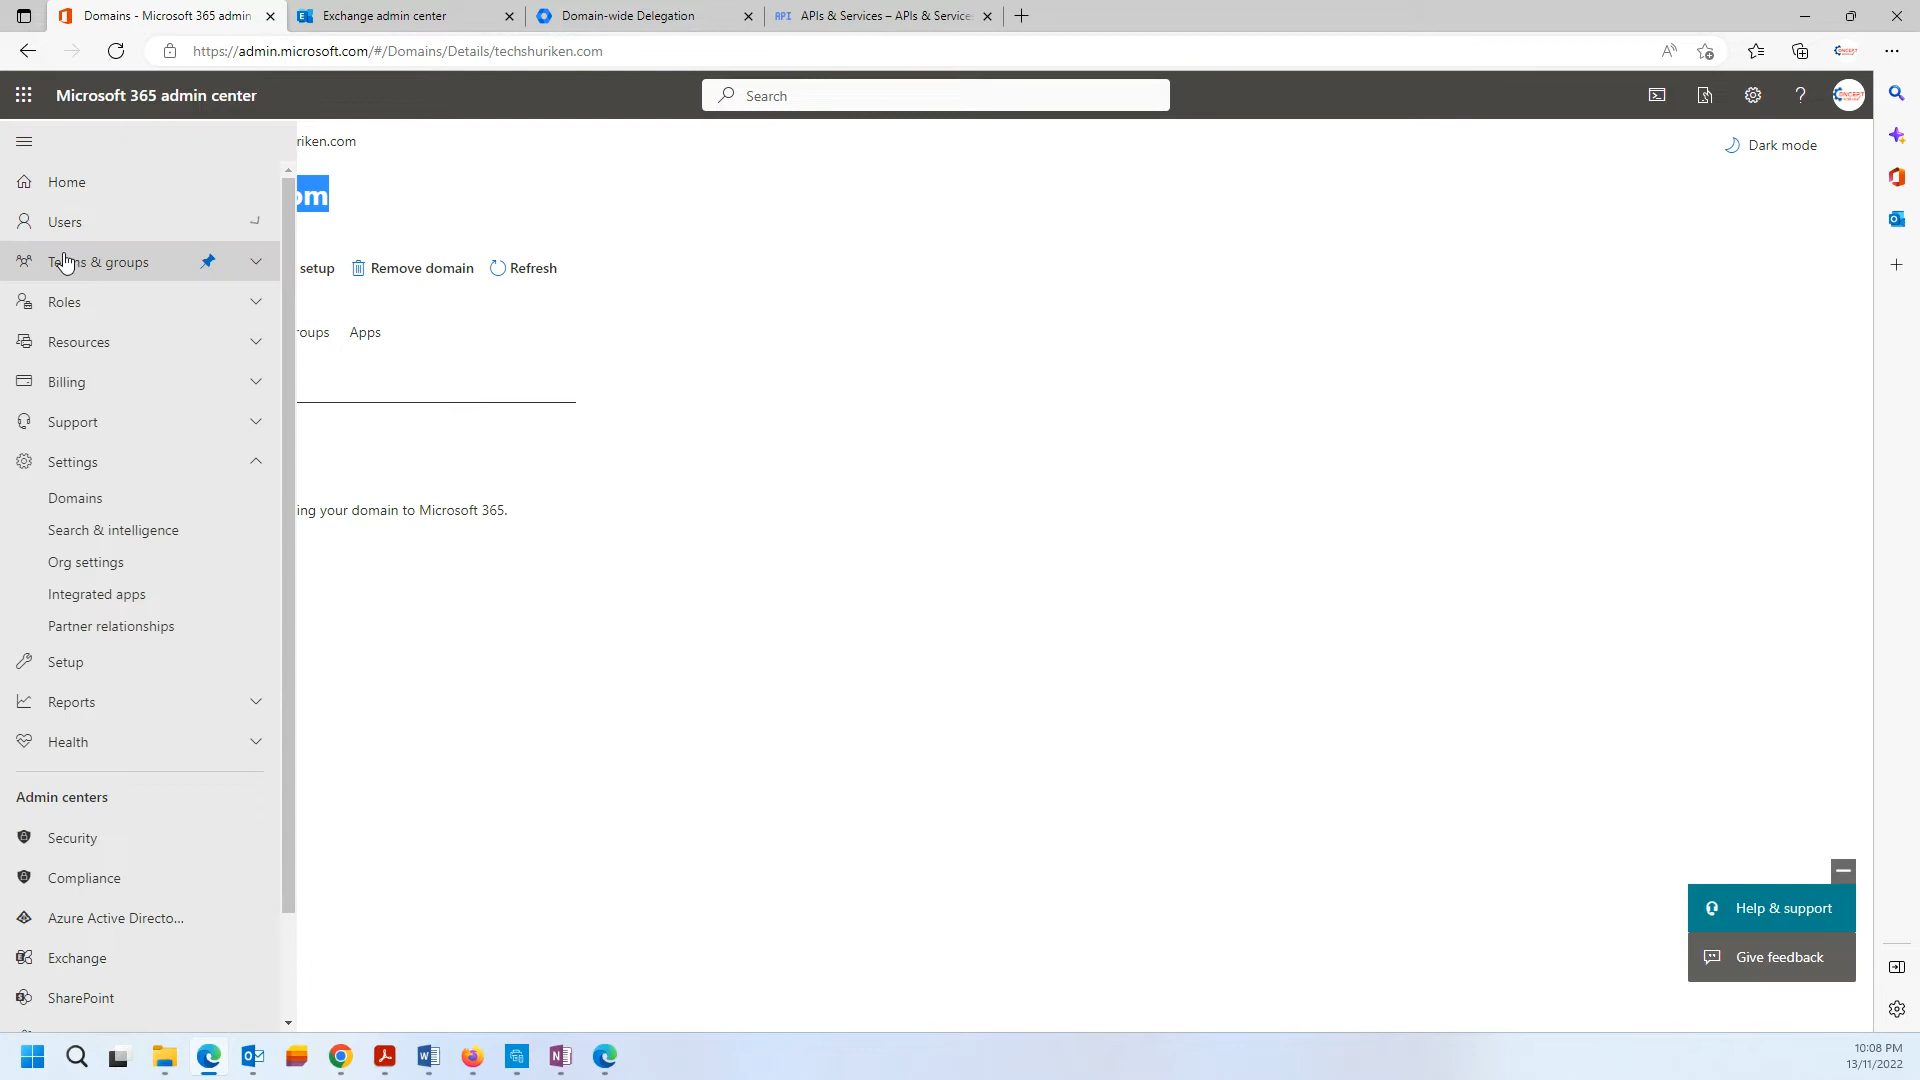 Domains - Microsoft 365 admin
Exchange admin center
Domain-wide Delegation
API APIs & Services – APIs & Service
https://admin.microsoft.com/#/Domains/Details/techshuriken.com
Microsoft 365 admin center
Search
riken.com
Dark mode
Home
om
Users
& groups
setup
Remove domain
Refresh
Roles
roups
Apps
Resources
Billing
Support
Settings
Domains
ing your domain to Microsoft 365.
Search & intelligence
Org settings
Integrated apps
Partner relationships
Setup
Reports
Health
Admin centers
Security
Compliance
Azure Active Directo...
Help & support
Exchange
Give feedback
SharePoint
10:08 PM
13/11/2022